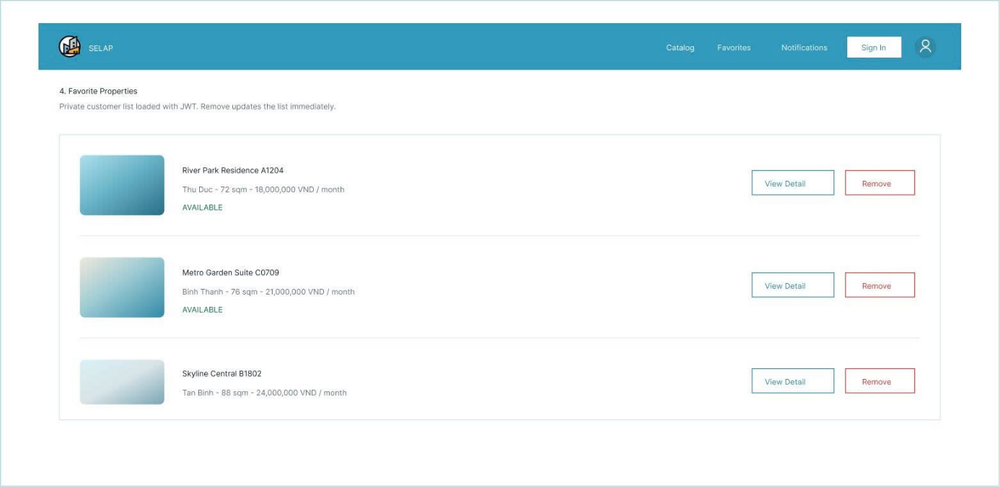 SELAP
Catalog
Favorites
Notifications
Sign In
4. Favorite Properties
Private customer list loaded with JWT. Remove updates the list immediately.
River Park Residence A1204
Thu Duc - 72 sqm - 18,000,000 VND / month
AVAILABLE
View Detail
Remove
Metro Garden Suite C0709
Binh Thanh - 76 sqm - 21,000,000 VND / month
AVAILABLE
View Detail
Remove
Skyline Central B1802
Tan Binh - 88 sqm - 24,000,000 VND / month
View Detail
Remove